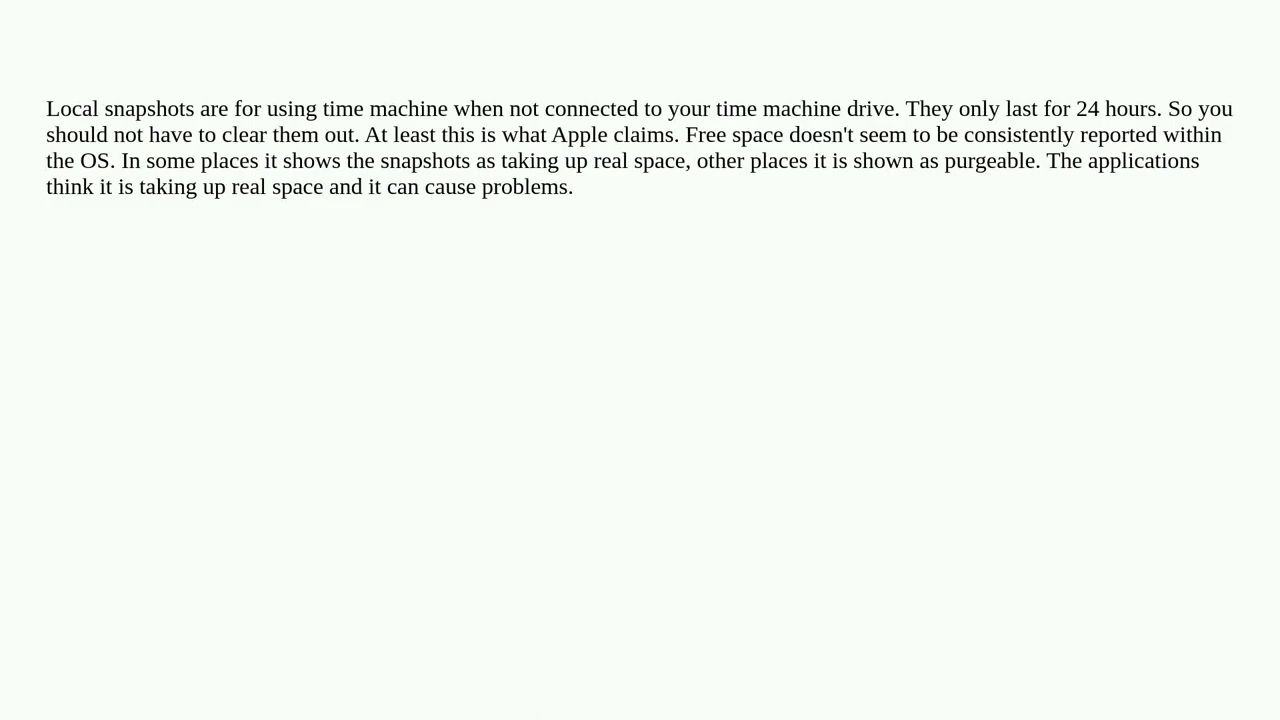 Local snapshots are for using time machine when not connected to your time machine drive. They only last for 24 hours. So you
should not have to clear them out. At least this is what Apple claims. Free space doesn't seem to be consistently reported within
the OS. In some places it shows the snapshots as taking up real space, other places it is shown as purgeable. The applications
think it is taking up real space and it can cause problems.